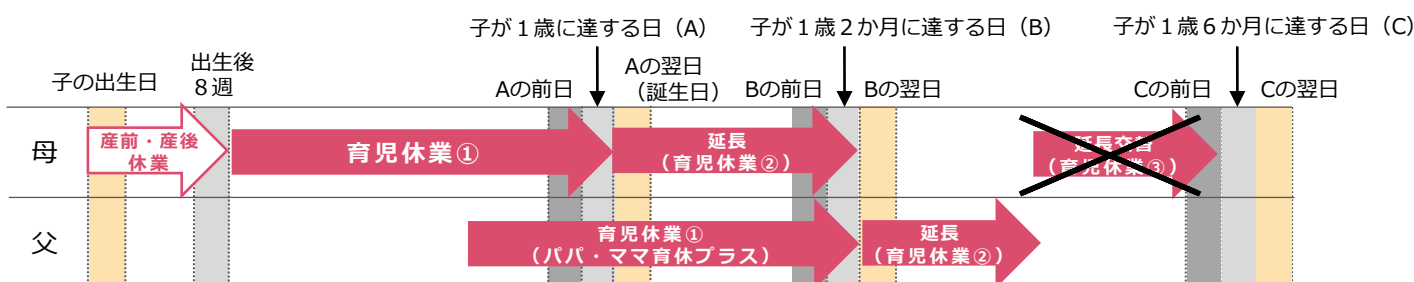 子が１歳に達する日（A）
子が１歳２か月に達する日（B）
子が１歳６か月に達する日（C）
子の出生日
出生後
８週
Aの前日
Aの翌日
（誕生日）
Bの前日
Bの翌日
Cの前日
Cの翌日
母
産前・産後
休業
育児休業①
延長
（育児休業②）
延長交替
（育児休業③）
父
育児休業①
（パパ・ママ育休プラス）
延長
（育児休業②）